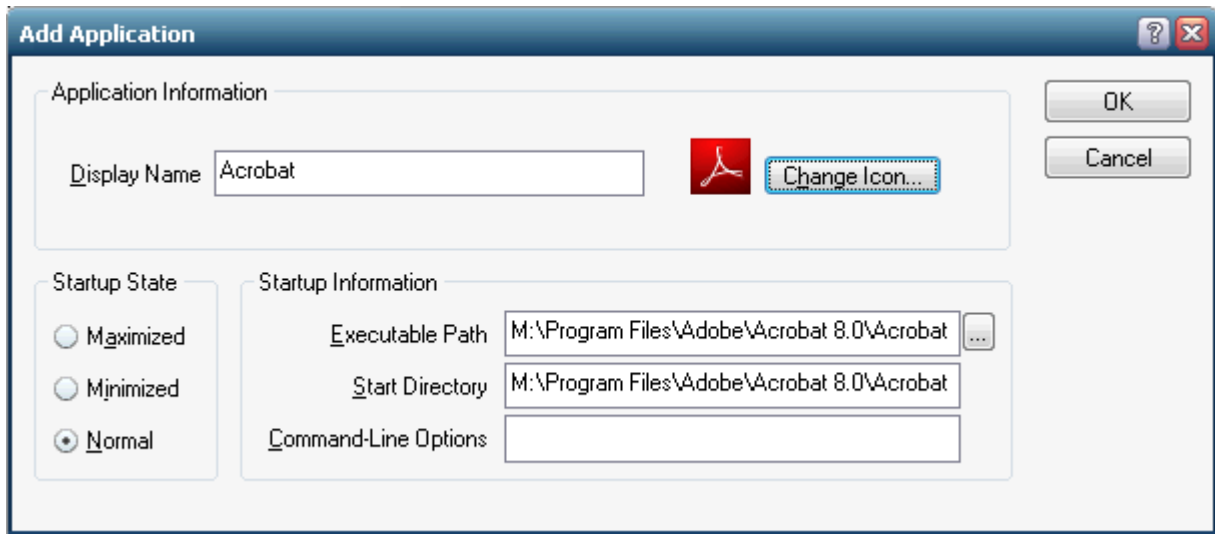 Add Application
Application Information
OK
Display Name Acrobat Change Icon...
Cancel
Startup State
Startup Information
Maximized
Executable Path M:\Program Files\Adobe\Acrobat 8.0\Acrobat ...
Minimized
Start Directory M:\Program Files\Adobe\Acrobat 8.0\Acrobat
Normal
Command-Line Options